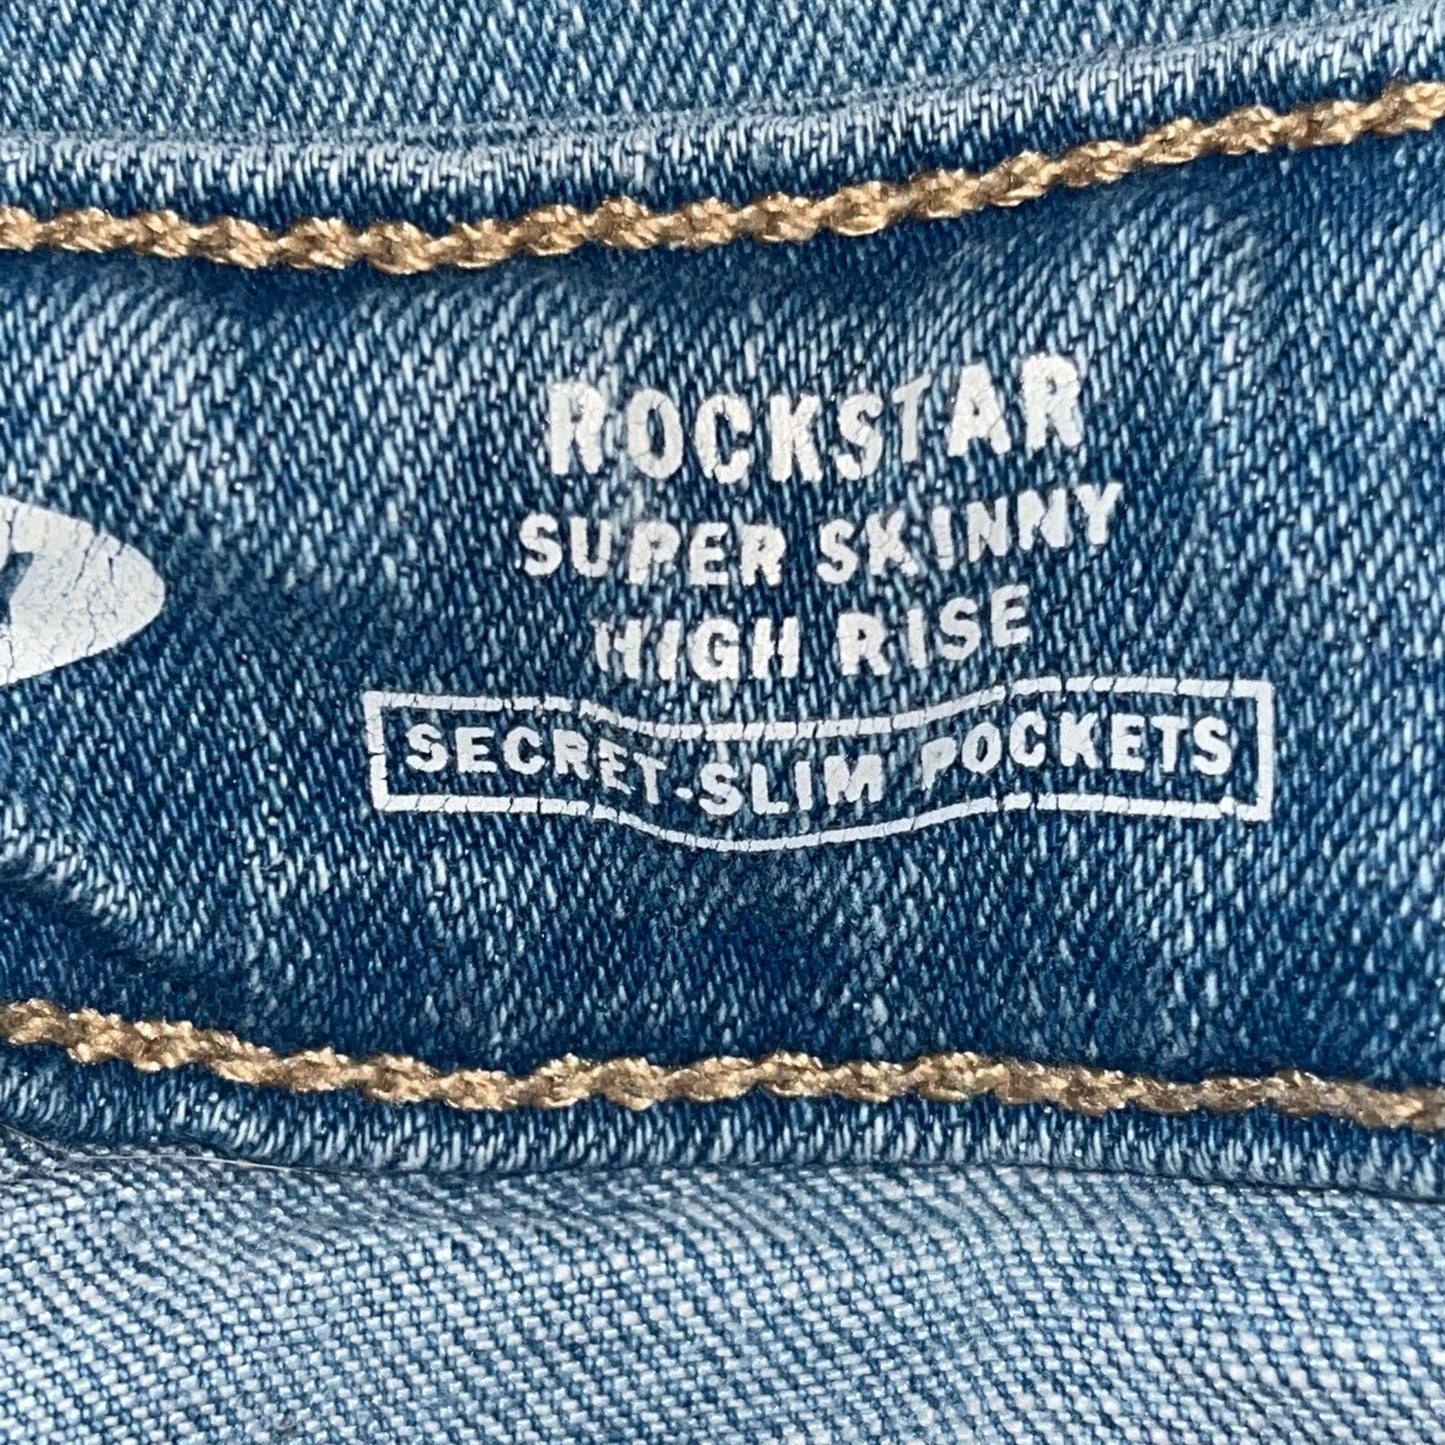 ROCKSTAR
SUPER SKINNY
HIGH RISE
SECRET-SLIM POCKETS